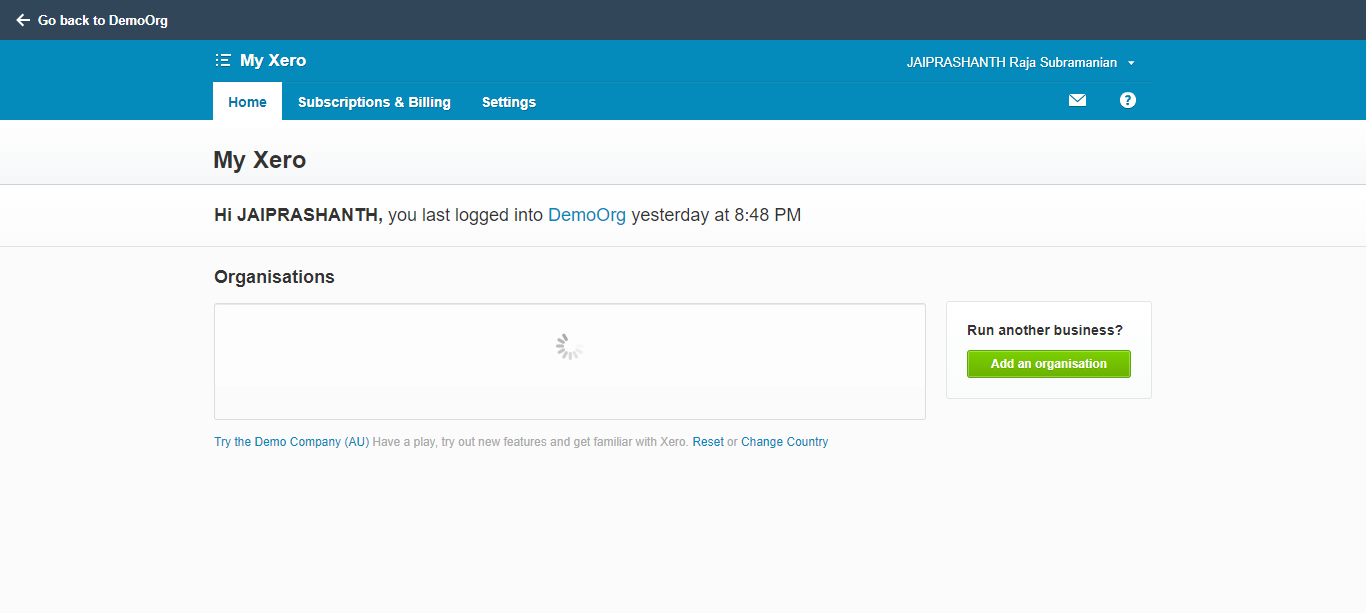 Go back to DemoOrg
My Xero
JAIPRASHANTH Raja Subramanian
Home Subscriptions & Billing Settings
?
My Xero
Hi JAIPRASHANTH, you last logged into DemoOrg yesterday at 8:48 PM
Organisations
Run another business?
Add an organisation
Try the Demo Company (AU) Have a play, try out new features and get familiar with Xero. Reset or Change Country